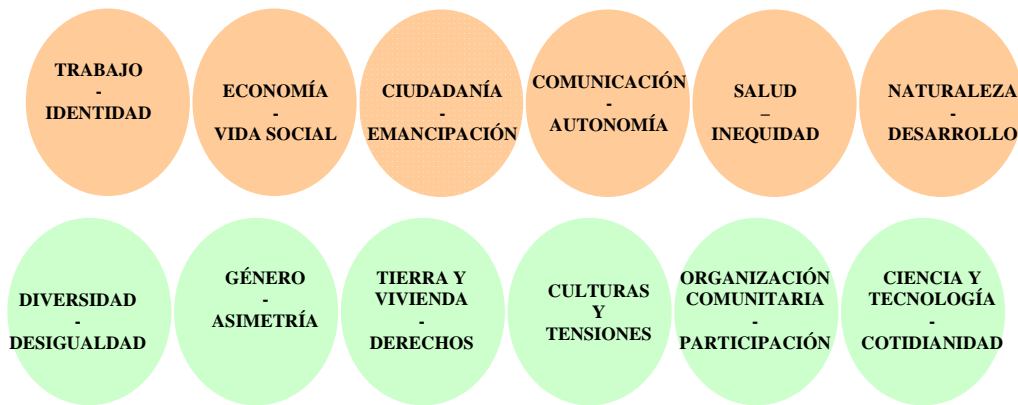 TRABAJO
-
IDENTIDAD
ECONOMÍA
-
VIDA SOCIAL
CIUDADANÍA
-
EMANCIPACIÓN
COMUNICACIÓN
-
AUTONOMÍA
SALUD
–
INEQUIDAD
NATURALEZA
-
DESARROLLO
DIVERSIDAD
-
DESIGUALDAD
GÉNERO
-
ASIMETRÍA
TIERRA Y
VIVIENDA
-
DERECHOS
CULTURAS
Y
TENSIONES
ORGANIZACIÓN
COMUNITARIA
-
PARTICIPACIÓN
CIENCIA Y
TECNOLOGÍA
-
COTIDIANIDAD